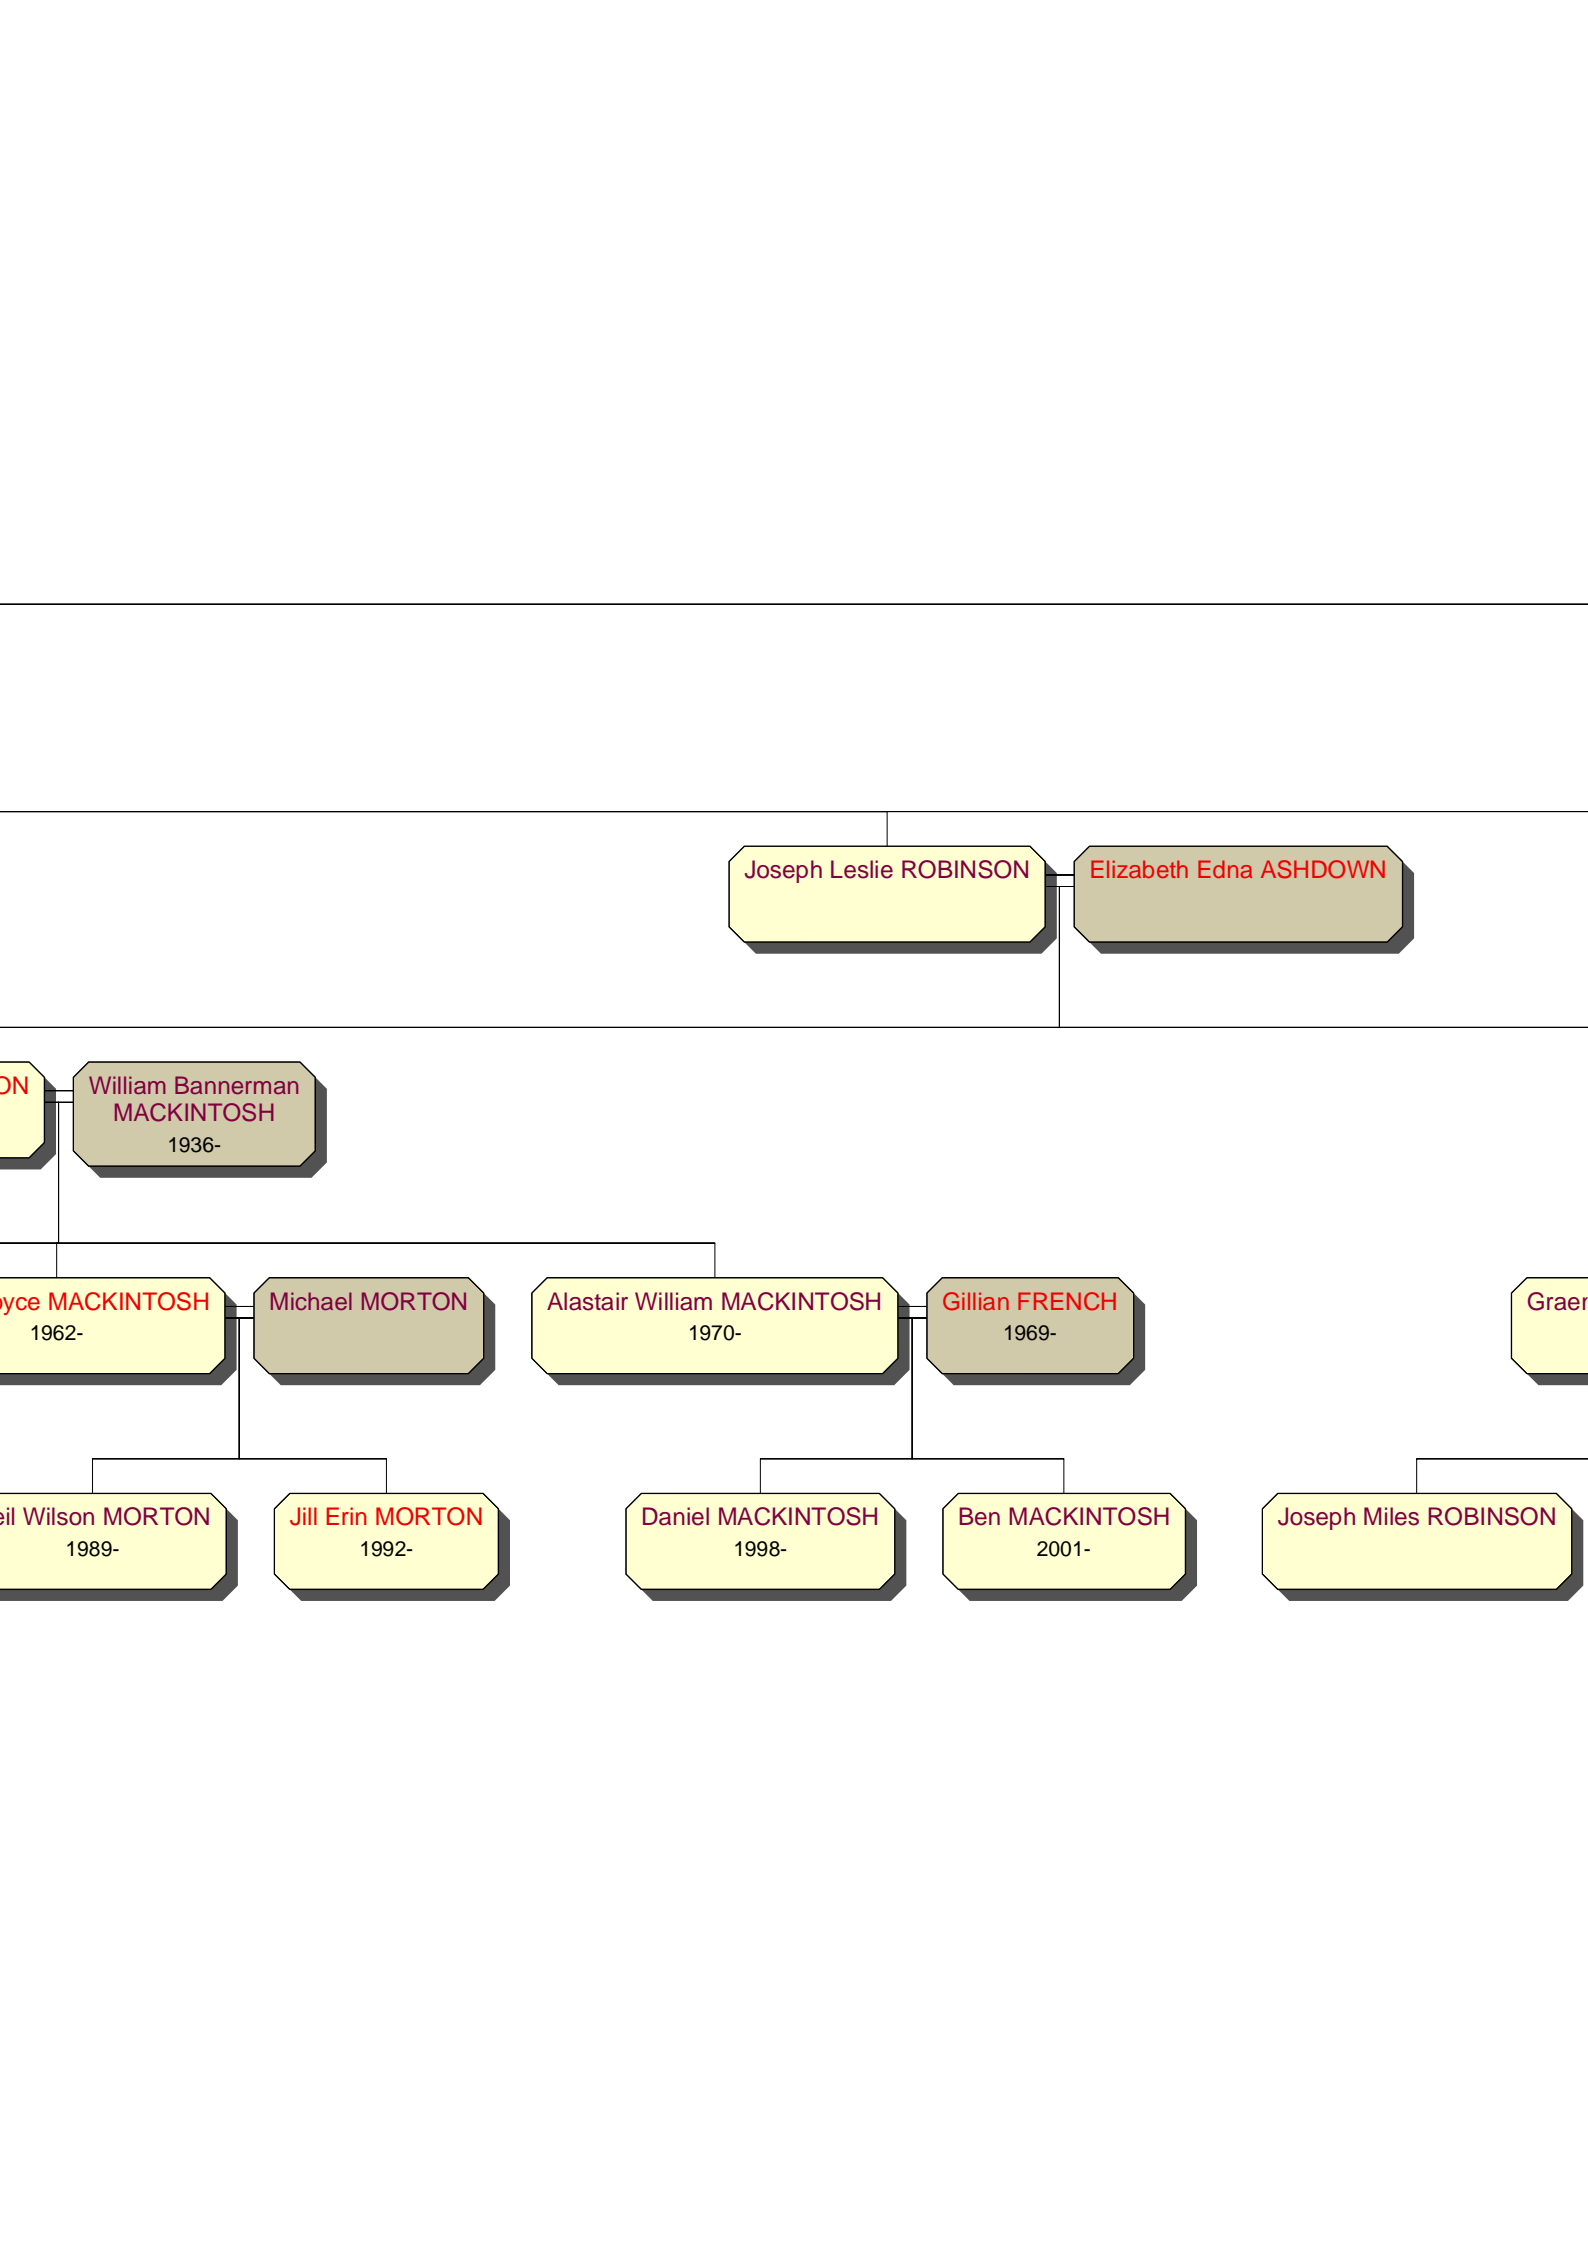 Joseph Leslie ROBINSON
Elizabeth Edna ASHDOWN
William Bannerman
MACKINTOSH
1936-
MACKINTOSH
1962-
Michael MORTON
Alastair William MACKINTOSH
1970-
Gillian FRENCH
1969-
Wilson MORTON
1989-
Jill Erin MORTON
1992-
Daniel MACKINTOSH
1998-
Ben MACKINTOSH
2001-
Joseph Miles ROBINSON